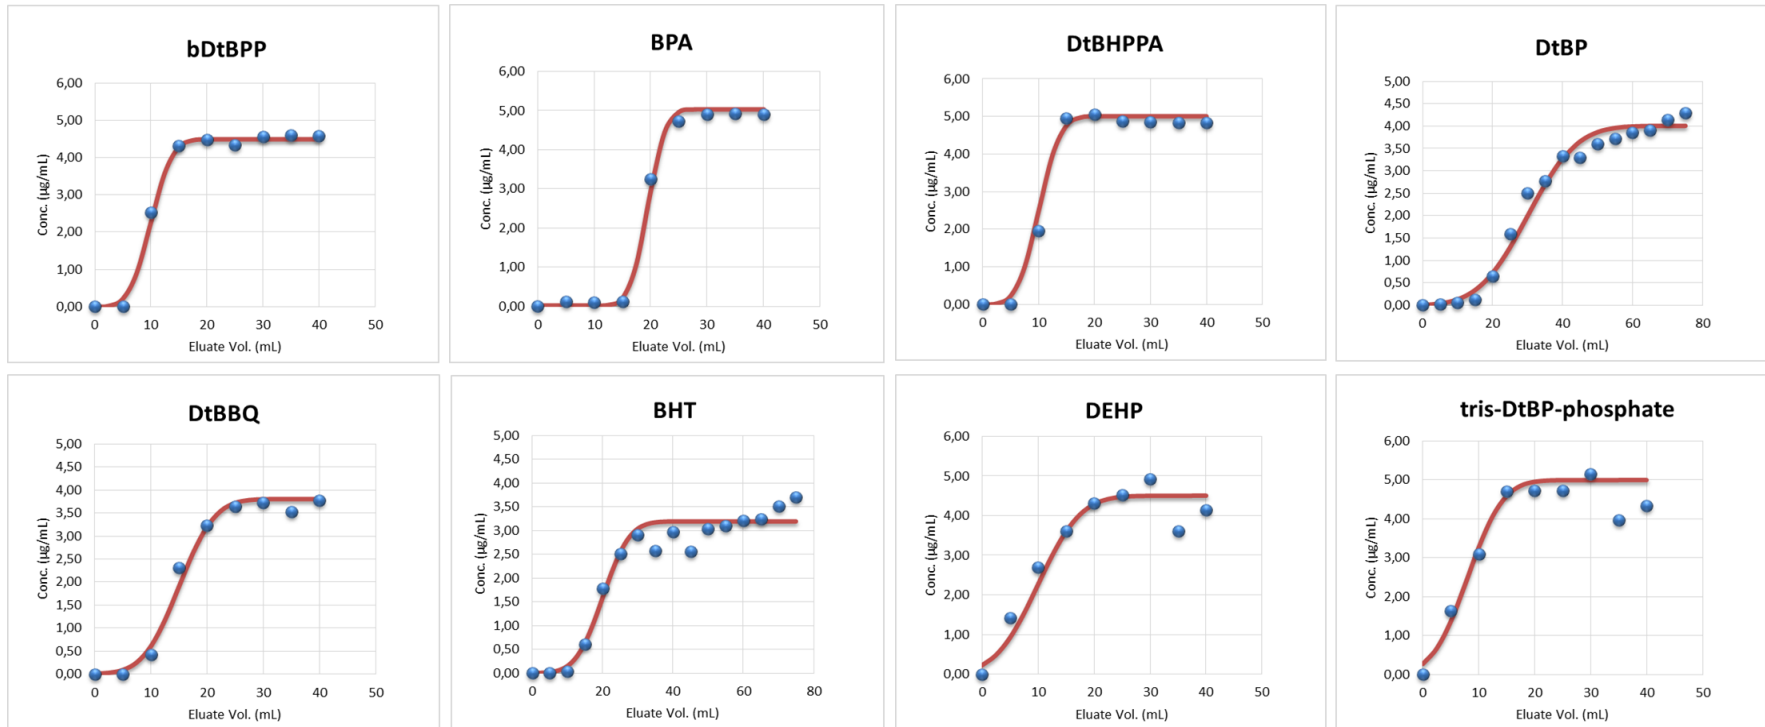 bDtBPP
6,00
5,00
4,00
3,00
2,00
1,00
0,00
Conc. (µg/mL)
0 10 20 30 40 50
Eluate Vol. (mL)
BPA
6,00
5,00
4,00
3,00
2,00
1,00
0,00
Conc. (µg/mL)
0 10 20 30 40 50
Eluate Vol. (mL)
DtBHPPA
6,00
5,00
4,00
3,00
2,00
1,00
0,00
Conc. (µg/mL)
0 10 20 30 40 50
Eluate Vol. (mL)
DtBP
5,00
4,50
4,00
3,50
3,00
2,50
2,00
1,50
1,00
0,50
0,00
Conc. (µg/mL)
0 20 40 60 80
Eluate Vol. (mL)
DtBBQ
5,00
4,50
4,00
3,50
3,00
2,50
2,00
1,50
1,00
0,50
0,00
Conc. (µg/mL)
0 10 20 30 40 50
Eluate Vol. (mL)
BHT
5,00
4,50
4,00
3,50
3,00
2,50
2,00
1,50
1,00
0,50
0,00
Conc. (µg/mL)
0 20 40 60 80
Eluate Vol. (mL)
DEHP
6,00
5,00
4,00
3,00
2,00
1,00
0,00
Conc. (µg/mL)
0 10 20 30 40 50
Eluate Vol. (mL)
tris-DtBP-phosphate
6,00
5,00
4,00
3,00
2,00
1,00
0,00
Conc. (µg/mL)
0 10 20 30 40 50
Eluate Vol. (mL)